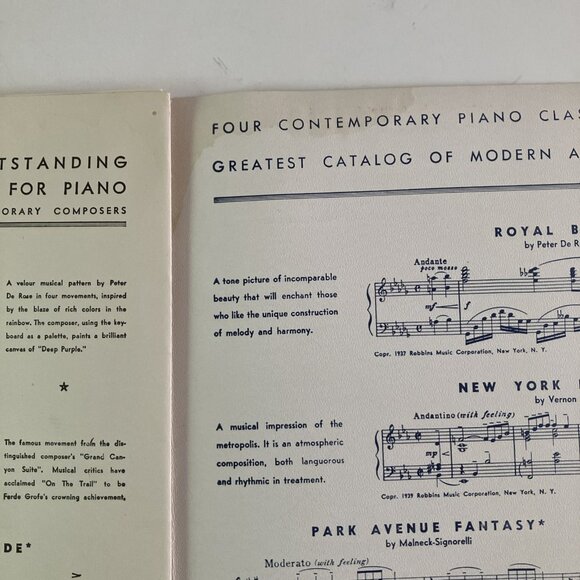 TSTANDING
FOR PIANO
ORARY COMPOSERS
A velour musical pattern by Peter
De Rose in four movements, inspired
by the blaze of rich colors in the
rainbow. The composer, using the key-
board as a palette, paints a brilliant
canvas of "Deep Purple."
The famous movement from the dis-
tinguished composer's "Grand Can-
yon Suite". Musical critics have
acclaimed "On The Trail" to be
Ferde Grofe's crowning achievement.
DE*
FOUR CONTEMPORARY PIANO CLAS
GREATEST CATALOG OF MODERN A
ROYAL B
by Peter De R
A tone picture of incomparable
beauty that will enchant those
who like the unique construction
of melody and harmony.
Andante
poco mosso
mf
f
Copr. 1937 Robbins Music Corporation, New York, N. Y.
NEW YORK
by Vernon
A musical impression of the
metropolis. It is an atmospheric
composition, both languorous
and rhythmic in treatment.
Andantino (with feeling)
mp
Copr. 1939 Robbins Music Corporation, New York, N. Y.
PARK AVENUE FANTASY*
by Malneck-Signorelli
Moderato (with feeling)